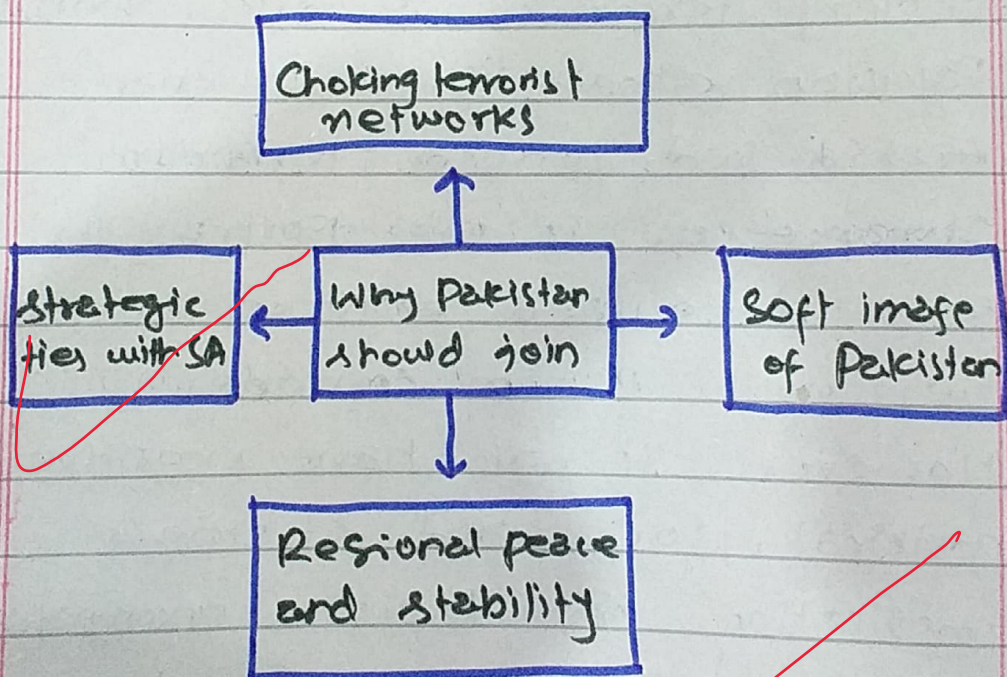 Choking terrorist
networks
Strategic
ties with SA
Why Pakistan
should join
Soft image
of Pakistan
Regional peace
and stability